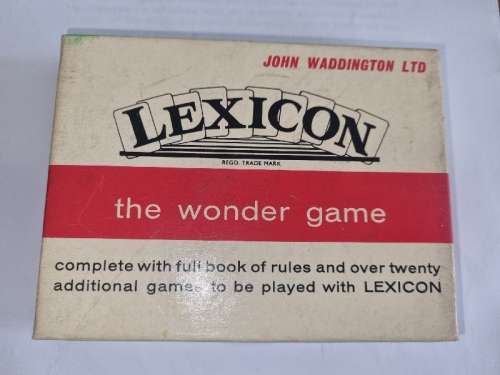 JOHN WADDINGTON LTD
LEXICON
REGD. TRADE MARK
the wonder game
complete with full book of rules and over twenty
additional games to be played with LEXICON